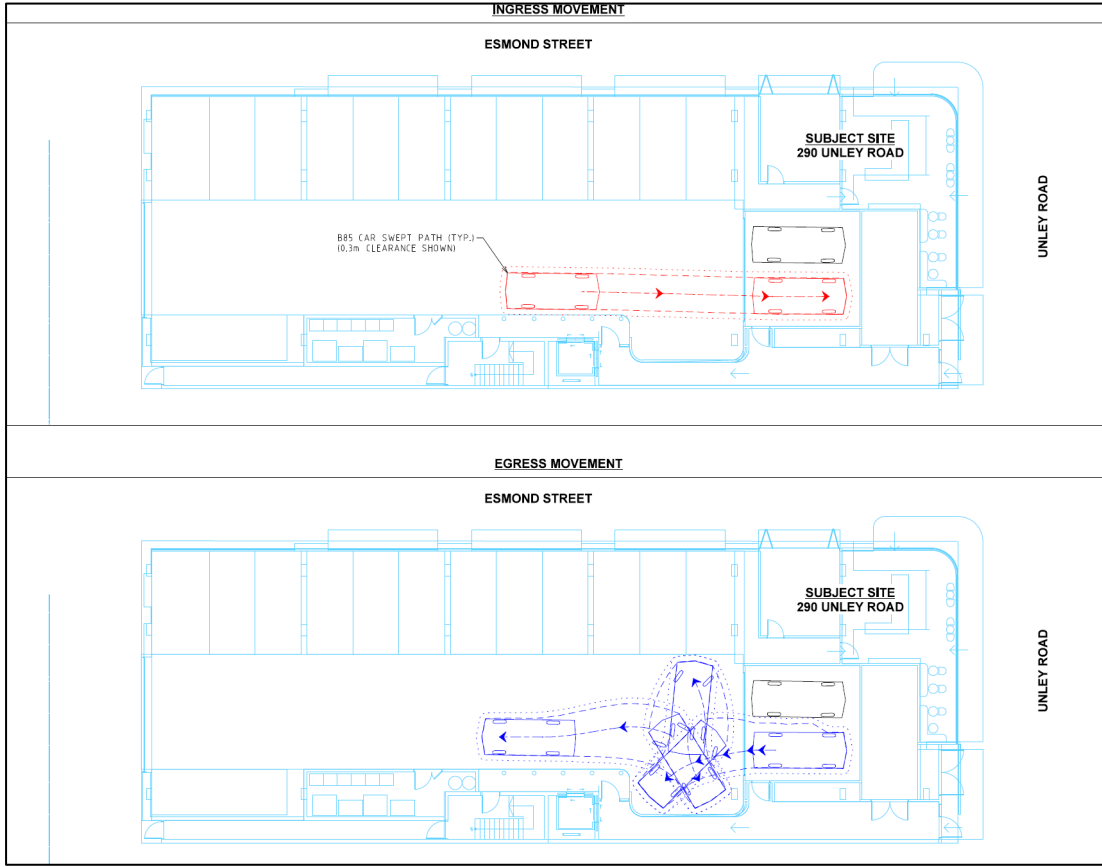 INGRESS MOVEMENT
ESMOND STREET
SUBJECT SITE
290 UNLEY ROAD
UNLEY ROAD
B85 CAR SWEPT PATH (TYP.)
(0.3m CLEARANCE SHOWN)
EGRESS MOVEMENT
ESMOND STREET
SUBJECT SITE
290 UNLEY ROAD
UNLEY ROAD